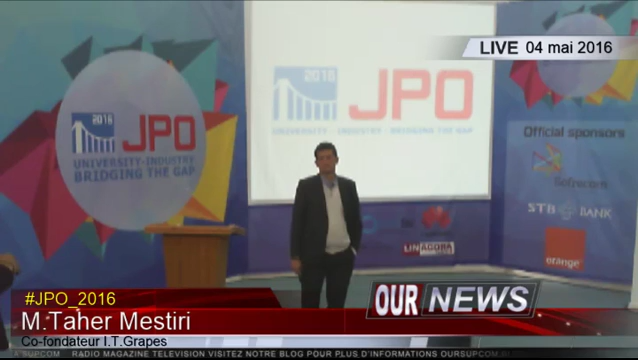 LIVE 04 mai 2016
2016
JPO
UNIVERSITY-INDUSTRY
BRIDGING THE GAP
2016
JPO
UNIVERSITY - INDUSTRY - BRIDGING THE GAP
Official sponsors
Sofrecom
STB BANK
orange
LINAGORA
#JPO_2016
M.Taher Mestiri
Co-fondateur I.T.Grapes
OUR NEWS
SUPCOM RADIO MAGAZINE TELEVISION VISITEZ NOTRE BLOG POUR PLUS D'INFORMATIONS OURSUPCOM